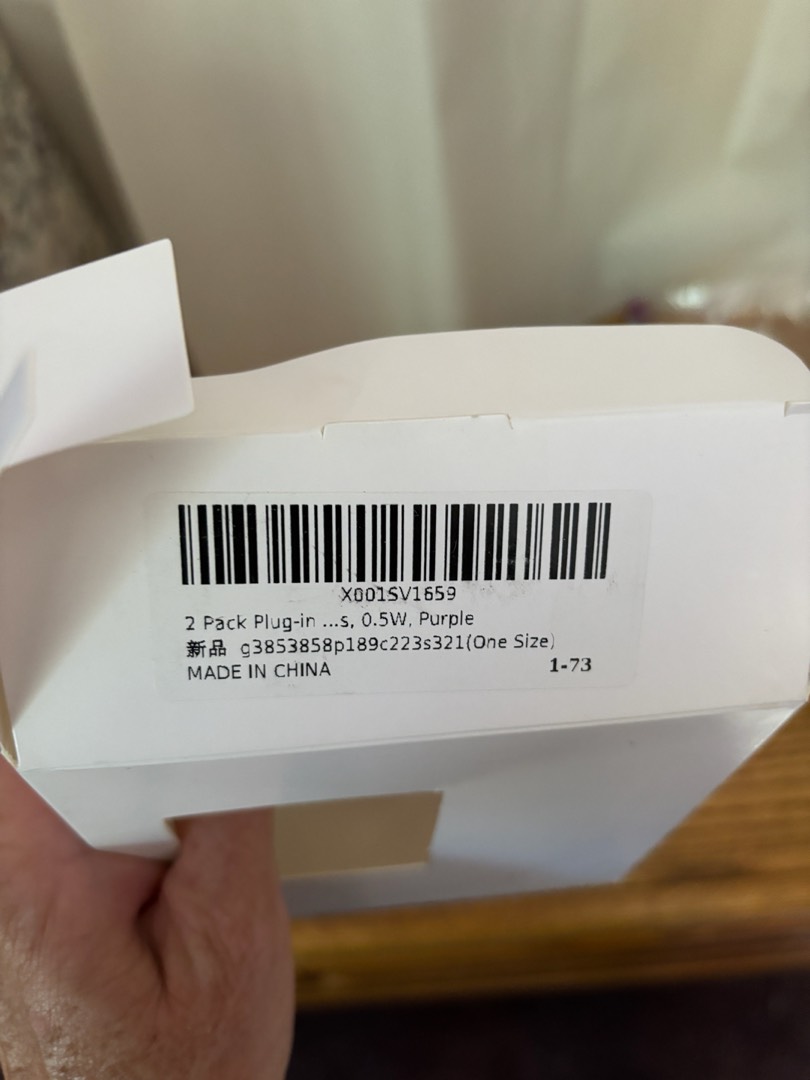 X001SV1659
2 Pack Plug-in ...s, 0.5W, Purple
新品 g3853858p189c223s321(One Size)
MADE IN CHINA 1-73